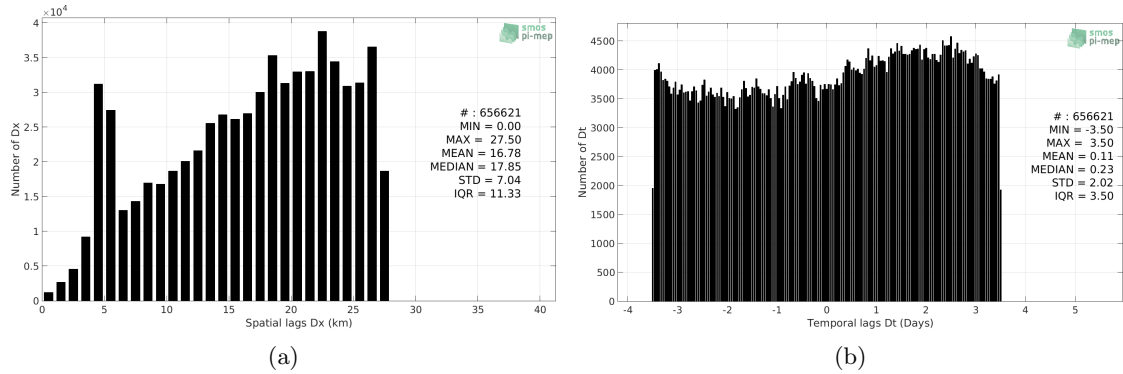 ×10⁴
4
3.5
3
2.5
2
1.5
1
0.5
0
0 5 10 15 20 25 30 35 40
Number of Dx
Spatial lags Dx (km)
smos
pi-mep
# : 656621
MIN = 0.00
MAX = 27.50
MEAN = 16.78
MEDIAN = 17.85
STD = 7.04
IQR = 11.33
(a)
4500
4000
3500
3000
2500
2000
1500
1000
500
0
-4 -3 -2 -1 0 1 2 3 4 5
Number of Dt
Temporal lags Dt (Days)
smos
pi-mep
# : 656621
MIN = -3.50
MAX = 3.50
MEAN = 0.11
MEDIAN = 0.23
STD = 2.02
IQR = 3.50
(b)